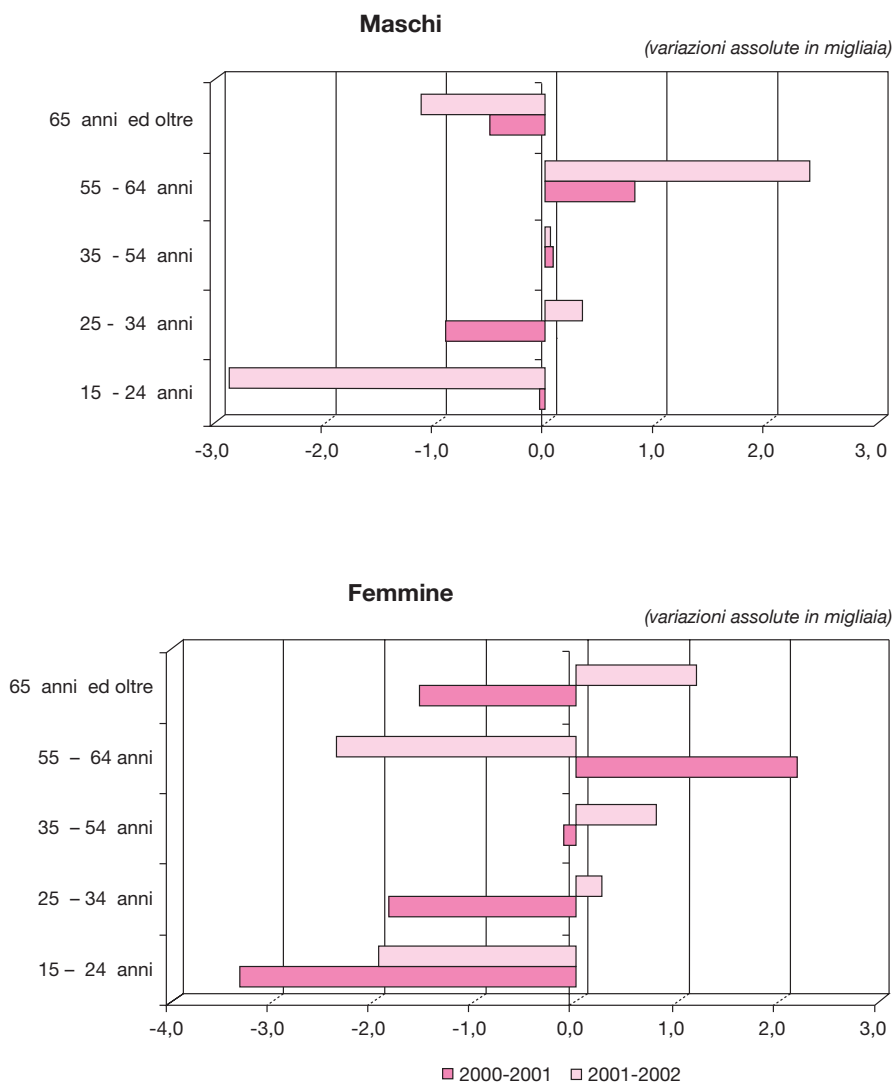 Maschi
(variazioni assolute in migliaia)
65 anni ed oltre
55 - 64 anni
35 - 54 anni
25 - 34 anni
15 - 24 anni
-3,0 -2,0 -1,0 0,0 1,0 2,0 3, 0
Femmine
(variazioni assolute in migliaia)
65 anni ed oltre
55 – 64 anni
35 – 54 anni
25 – 34 anni
15 – 24 anni
-4,0 -3,0 -2,0 -1,0 0,0 1,0 2,0 3,0
2000-2001 2001-2002